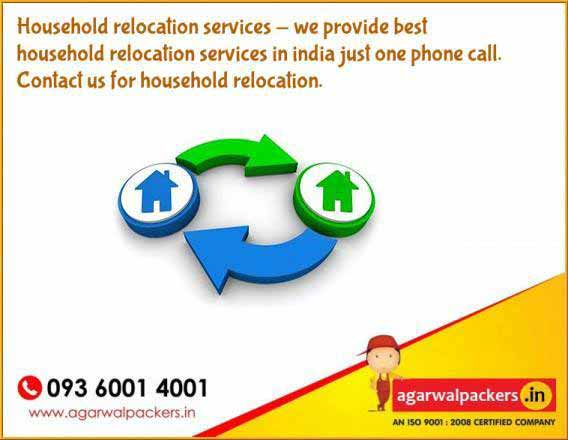 Household relocation services – we provide best
household relocation services in india just one phone call.
Contact us for household relocation.
093 6001 4001
www.agarwalpackers.in
agarwalpackers.in
AN ISO 9001 : 2008 CERTIFIED COMPANY